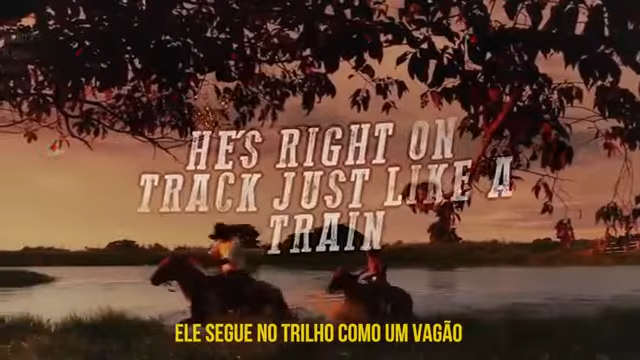 HE'S RIGHT ON
TRACK JUST LIKE A
TRAIN
ELE SEGUE NO TRILHO COMO UM VAGÃO